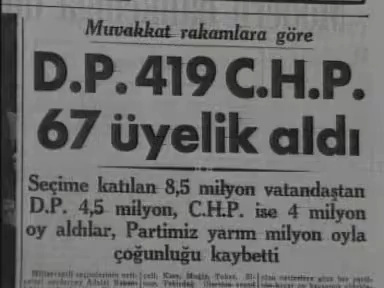 Muvakkat rakamlara göre
D.P. 419 C.H.P.
67 üyelik aldı
Seçime katılan 8,5 milyon vatandaştan
D.P. 4,5 milyon, C.H.P. ise 4 milyon
oy aldılar, Partimiz yarım milyon oyla
çoğunluğu kaybetti